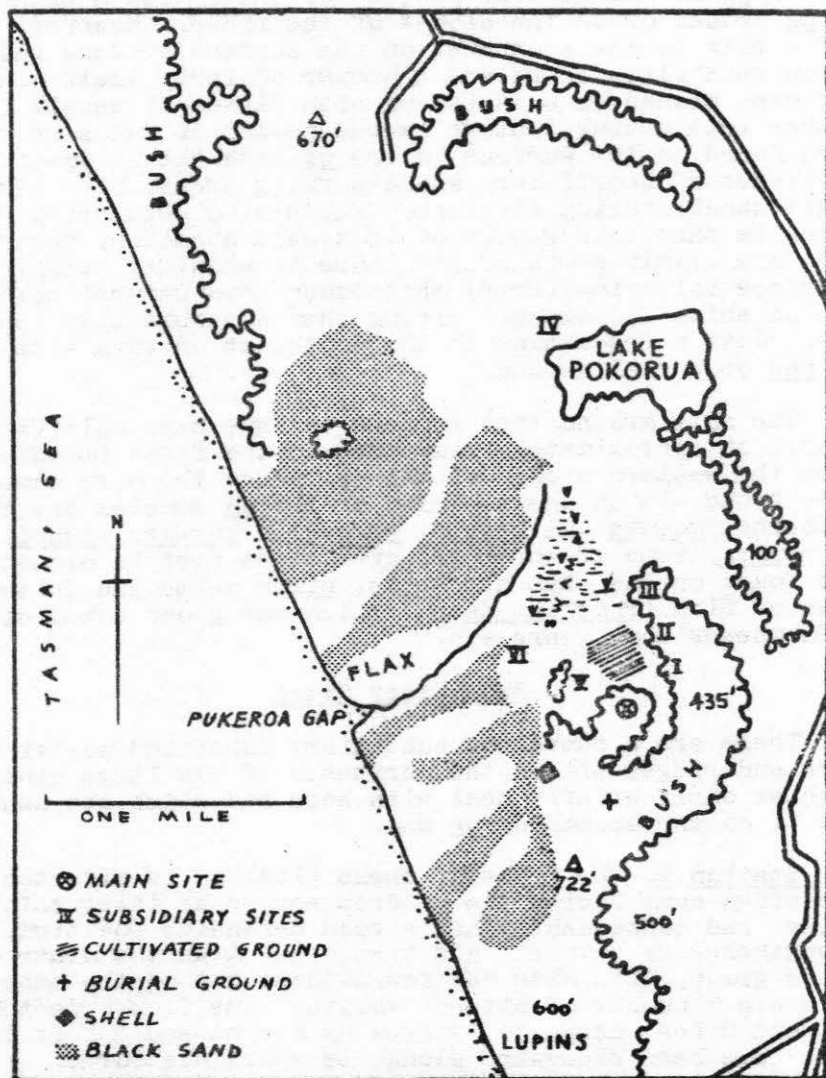 BUSH
670'
BUSH
IV
LAKE
POKORUA
100'
III
II
I
435'
VI
V
FLAX
TASMAN SEA
N
PUKEROA GAP
BUSH
ONE MILE
722'
500'
600'
LUPINS
MAIN SITE
IV SUBSIDIARY SITES
CULTIVATED GROUND
BURIAL GROUND
SHELL
BLACK SAND